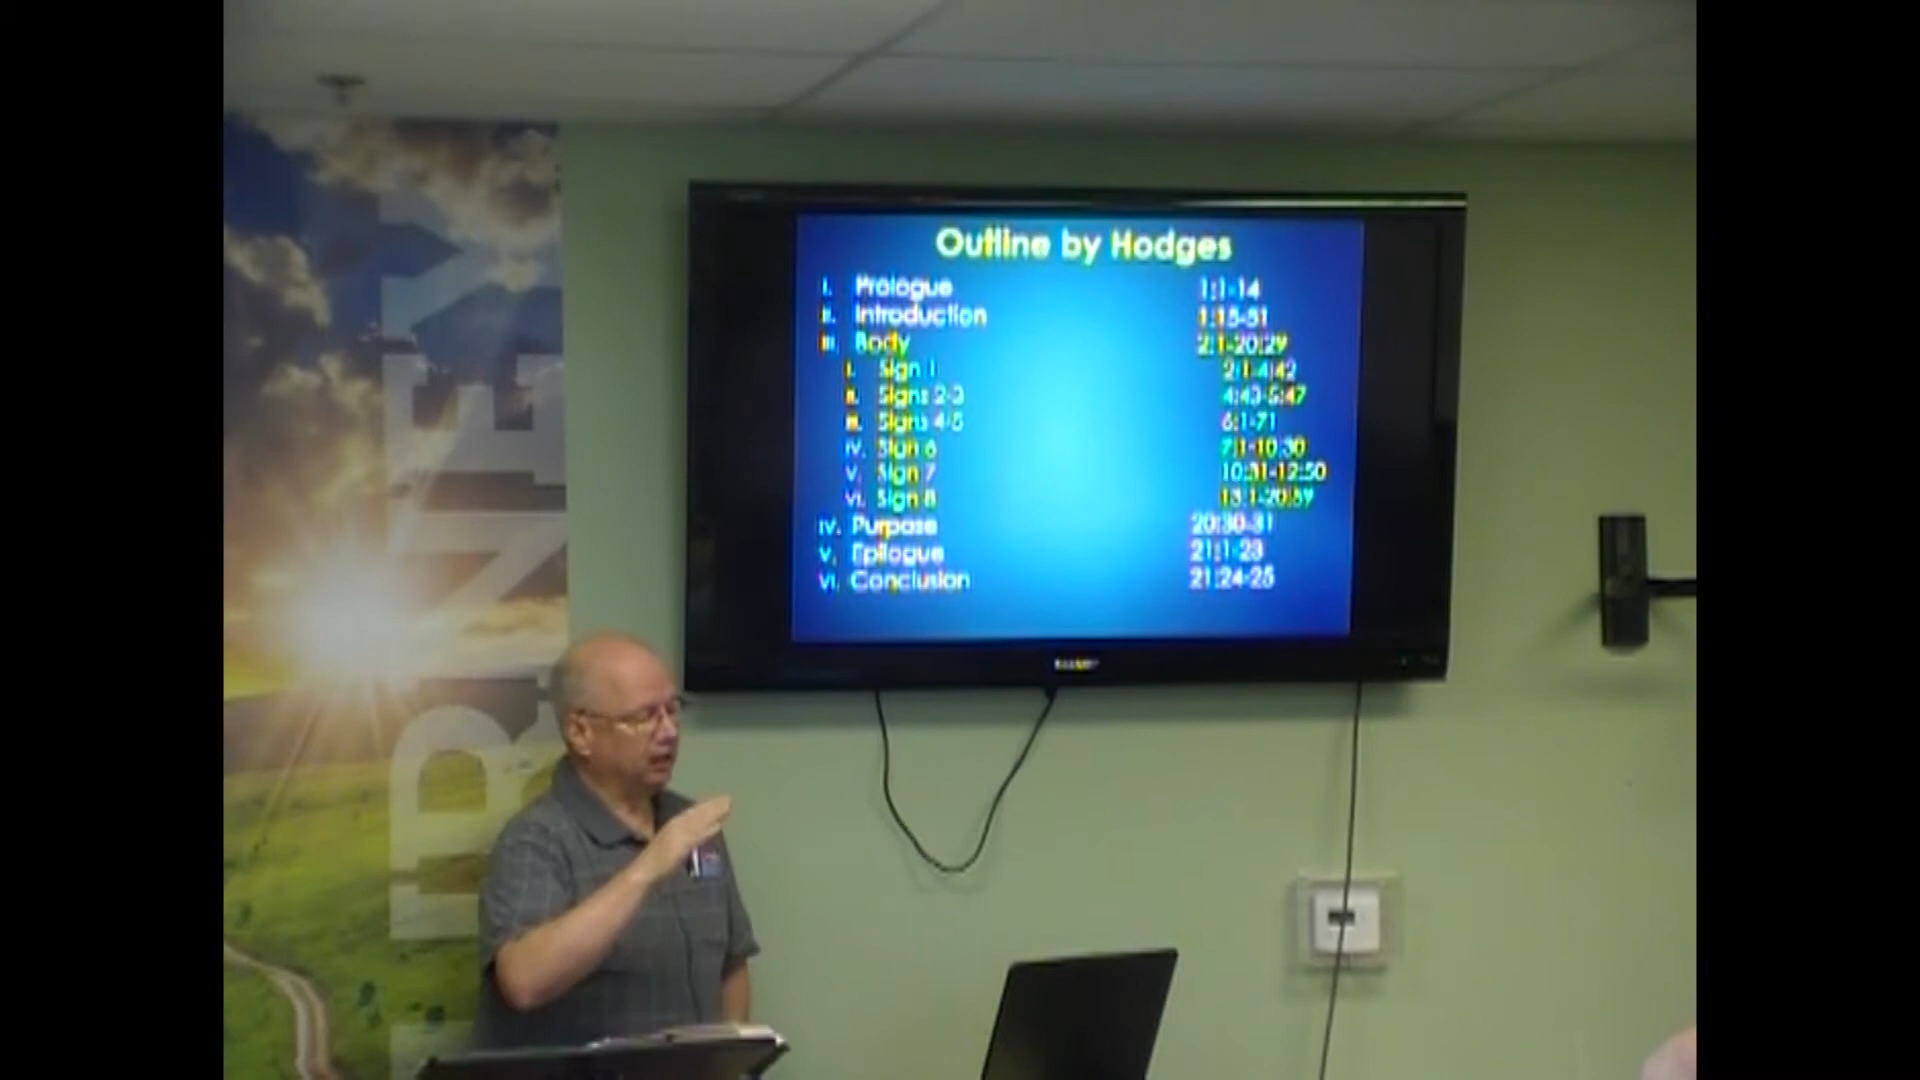 Outline by Hodges
i. Prologue 1:1-14
ii. Introduction 1:15-51
iii. Body 2:1-20:29
i. Sign 1 2:1-4:42
ii. Signs 2-3 4:43-5:47
iii. Signs 4-5 6:1-71
iv. Sign 6 7:1-10:30
v. Sign 7 10:31-12:50
vi. Sign 8 13:1-20:
iv. Purpose 20:30-31
v. Epilogue 21:1-23
vi. Conclusion 21:24-25
SHARP
RNEY